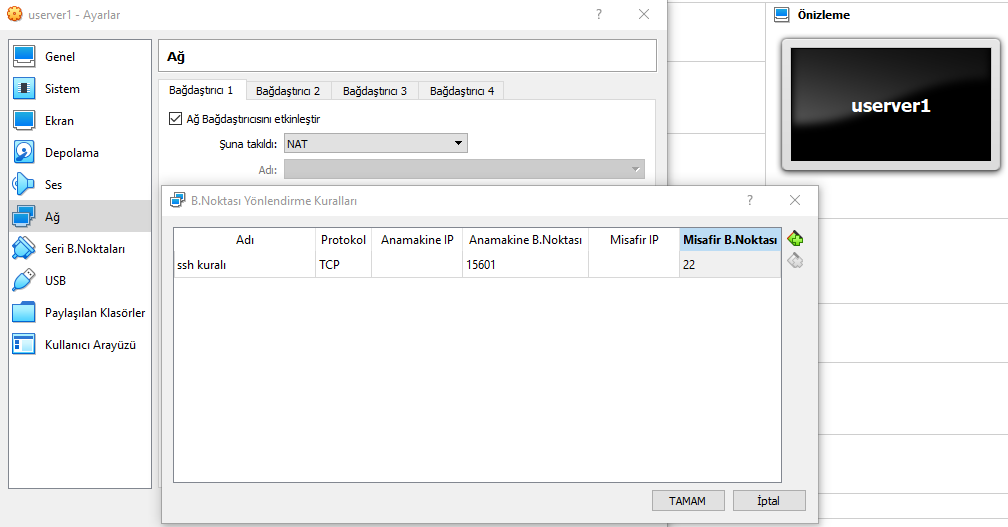 userver1 - Ayarlar
?
Önizleme
userver1
Genel
Sistem
Ekran
Depolama
Ses
Ağ
Seri B.Noktaları
USB
Paylaşılan Klasörler
Kullanıcı Arayüzü
Ağ
Bağdaştırıcı 1 Bağdaştırıcı 2 Bağdaştırıcı 3 Bağdaştırıcı 4
Ağ Bağdaştırıcısını etkinleştir
Şuna takıldı: NAT
Adı:
B.Noktası Yönlendirme Kuralları
?
Adı Protokol Anamakine IP Anamakine B.Noktası Misafir IP Misafir B.Noktası
ssh kuralı TCP 15601 22
TAMAM İptal